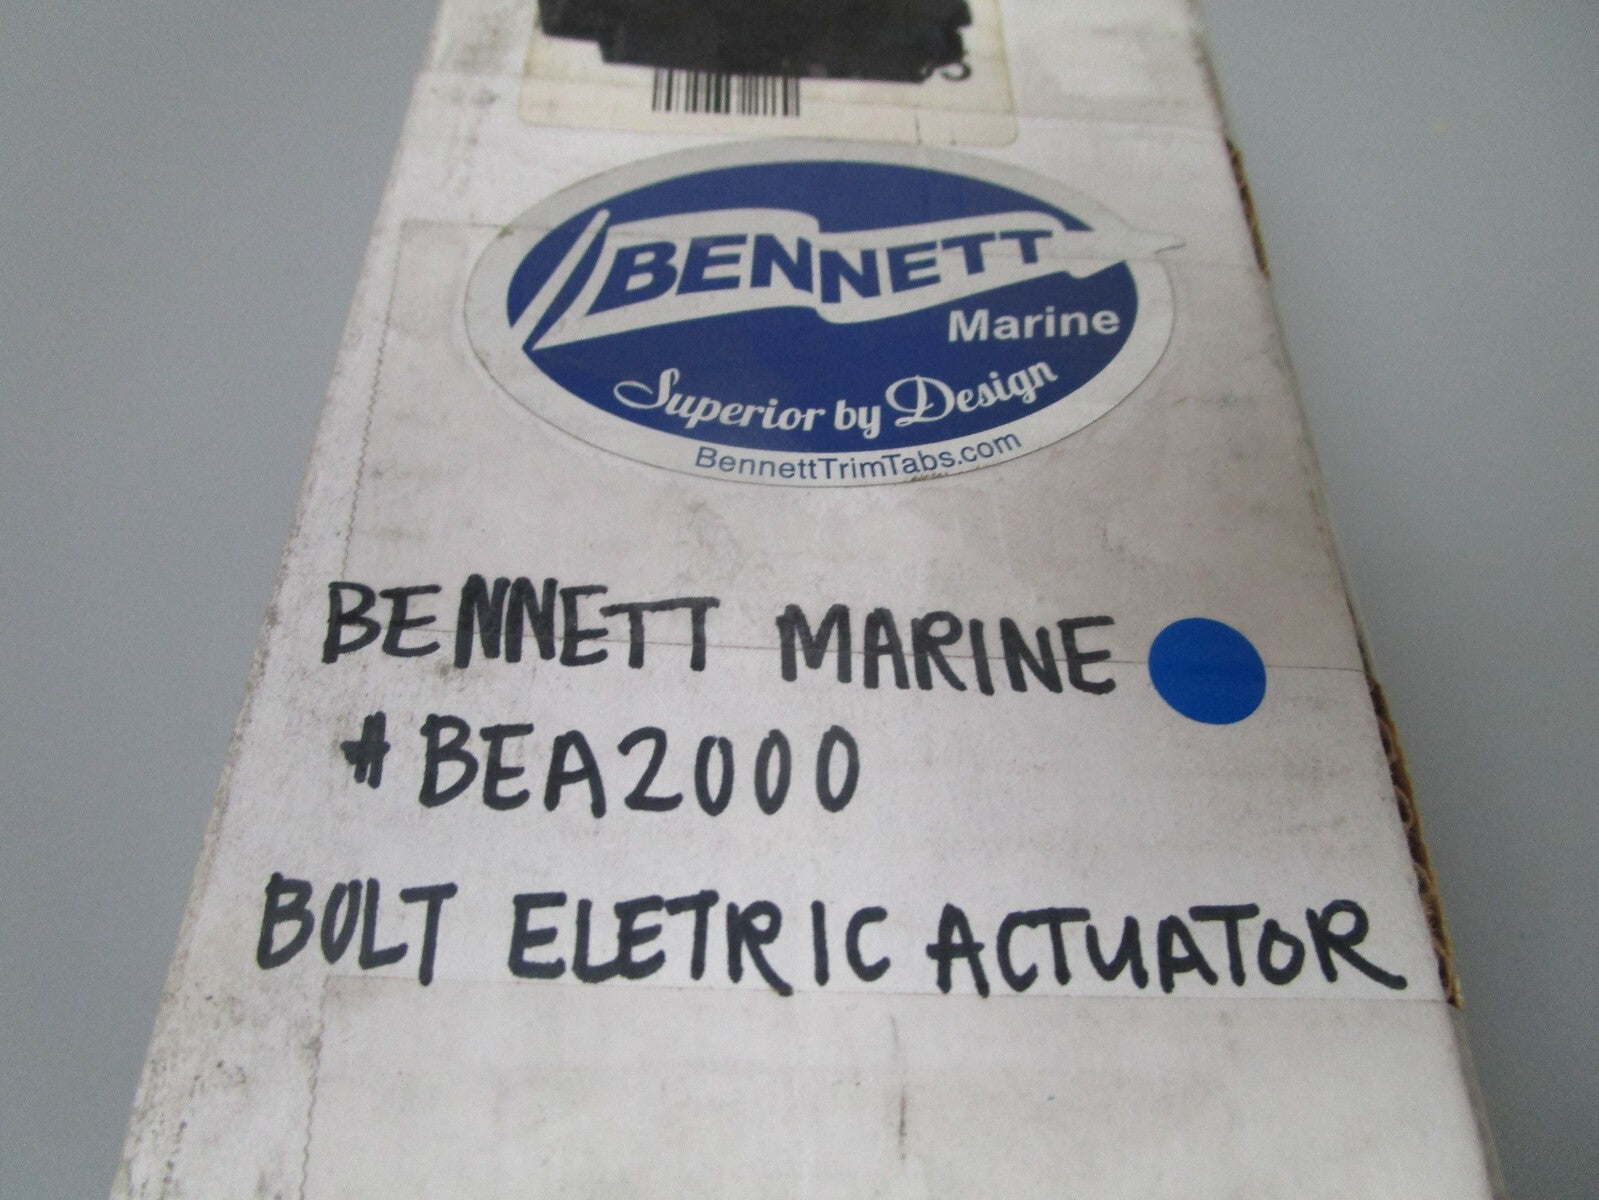 BENNETT
Marine
Superior by Design
BennettTrimTabs.com
BENNETT MARINE
#BEA2000
BOLT ELETRIC ACTUATOR